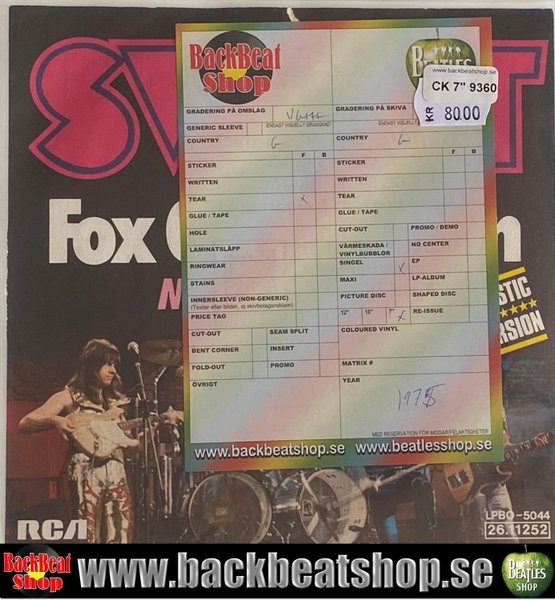 SW T
BackBeat
Shop
BEATLES
www.backbeatshop.se
CK 7" 9360
KR 80.00
GRADERING PÅ OMSLAG
GRADERING PÅ SKIVA
GENERIC SLEEVE
ENDAST VISUELLT GRANSKAD
ENDAST VISUELLT
COUNTRY G
COUNTRY G
F B
F B
STICKER
STICKER
WRITTEN
WRITTEN
TEAR x
TEAR
GLUE / TAPE
GLUE / TAPE
HOLE
CUT-OUT
PROMO / DEMO
LAMINATSLÄPP
VÄRMESKADA /
VINYLBUBBLOR
NO CENTER
RINGWEAR
SINGEL v
EP
STAINS
MAXI
LP-ALBUM
INNERSLEEVE (NON-GENERIC)
(Texter eller bilder, ej skivbolagsreklam)
PICTURE DISC
SHAPED DISC
PRICE TAG
12" 10" 7" x
RE-ISSUE
CUT-OUT
SEAM SPLIT
COLOURED VINYL
BENT CORNER
INSERT
FOLD-OUT
PROMO
MATRIX #
ÖVRIGT
YEAR
1975
MED RESERVATION FÖR MISSAR/FELAKTIGHETER
www.backbeatshop.se www.beatlesshop.se
Fox
N
STIC
RSION
RCA
LPBO-5044
26.11252
BackBeat
Shop
www.backbeatshop.se
BEATLES
SHOP